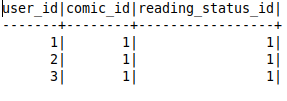 user_id|comic_id|reading_status_id|
-------+--------+-----------------+
      1|       1|                1|
      2|       1|                1|
      3|       1|                1|